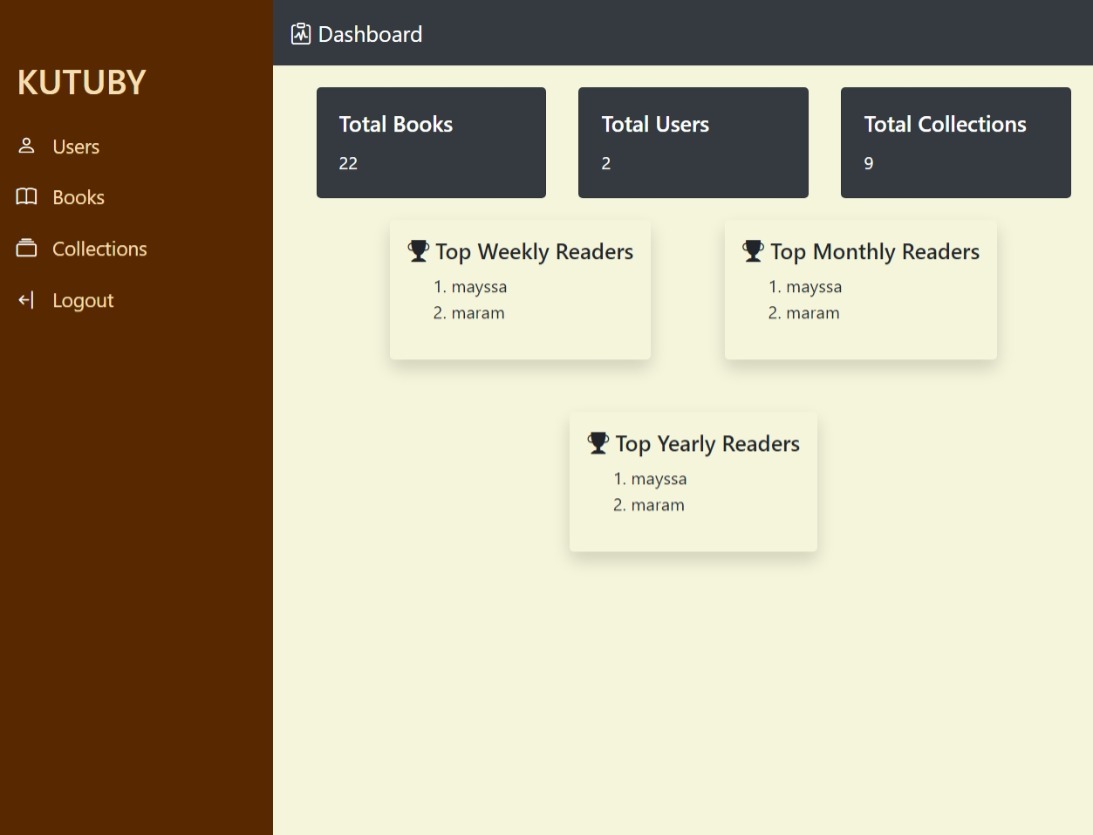 Dashboard
KUTUBY
Users
Books
Collections
Logout
Total Books
22
Total Users
2
Total Collections
9
Top Weekly Readers
1. mayssa
2. maram
Top Monthly Readers
1. mayssa
2. maram
Top Yearly Readers
1. mayssa
2. maram